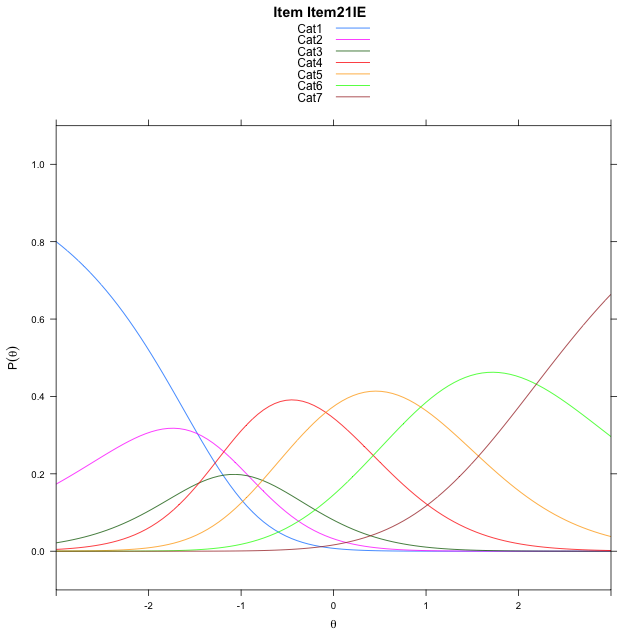 Item Item21IE
Cat1
Cat2
Cat3
Cat4
Cat5
Cat6
Cat7
1.0
0.8
0.6
0.4
0.2
0.0
P(θ)
-2 -1 0 1 2
θ